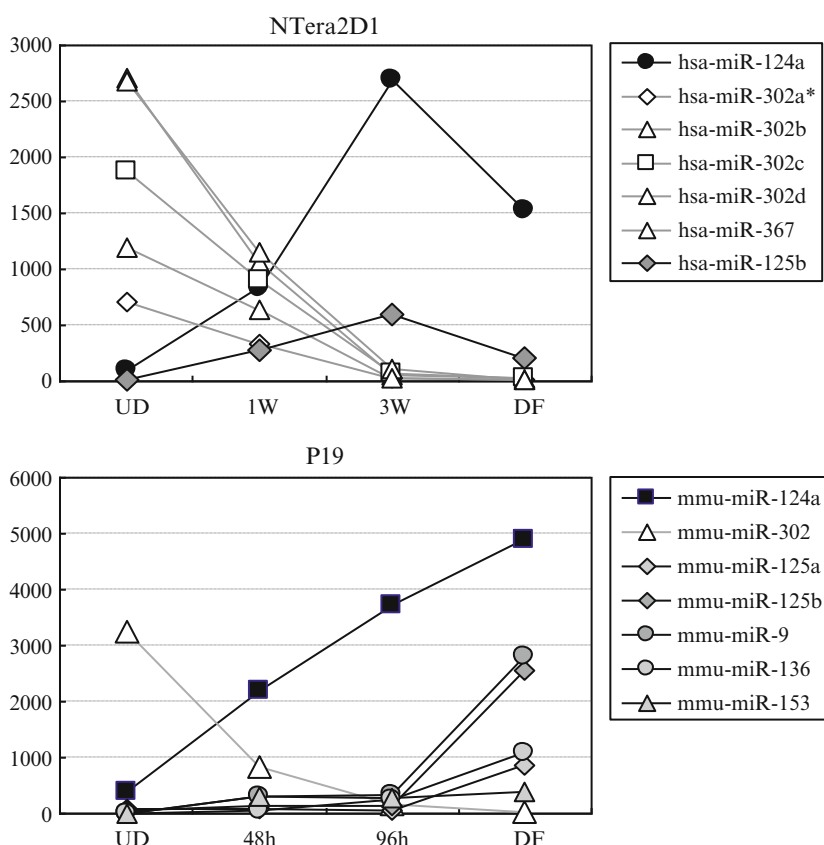 NTera2D1
3000
2500
2000
1500
1000
500
0
UD 1W 3W DF
hsa-miR-124a
hsa-miR-302a*
hsa-miR-302b
hsa-miR-302c
hsa-miR-302d
hsa-miR-367
hsa-miR-125b
P19
6000
5000
4000
3000
2000
1000
0
UD 48h 96h DF
mmu-miR-124a
mmu-miR-302
mmu-miR-125a
mmu-miR-125b
mmu-miR-9
mmu-miR-136
mmu-miR-153